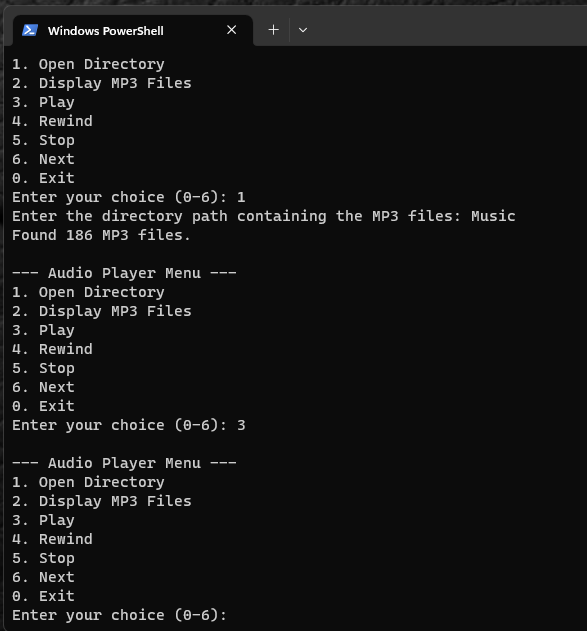 Windows PowerShell
1. Open Directory
2. Display MP3 Files
3. Play
4. Rewind
5. Stop
6. Next
0. Exit
Enter your choice (0-6): 1
Enter the directory path containing the MP3 files: Music
Found 186 MP3 files.
--- Audio Player Menu ---
1. Open Directory
2. Display MP3 Files
3. Play
4. Rewind
5. Stop
6. Next
0. Exit
Enter your choice (0-6): 3
--- Audio Player Menu ---
1. Open Directory
2. Display MP3 Files
3. Play
4. Rewind
5. Stop
6. Next
0. Exit
Enter your choice (0-6):